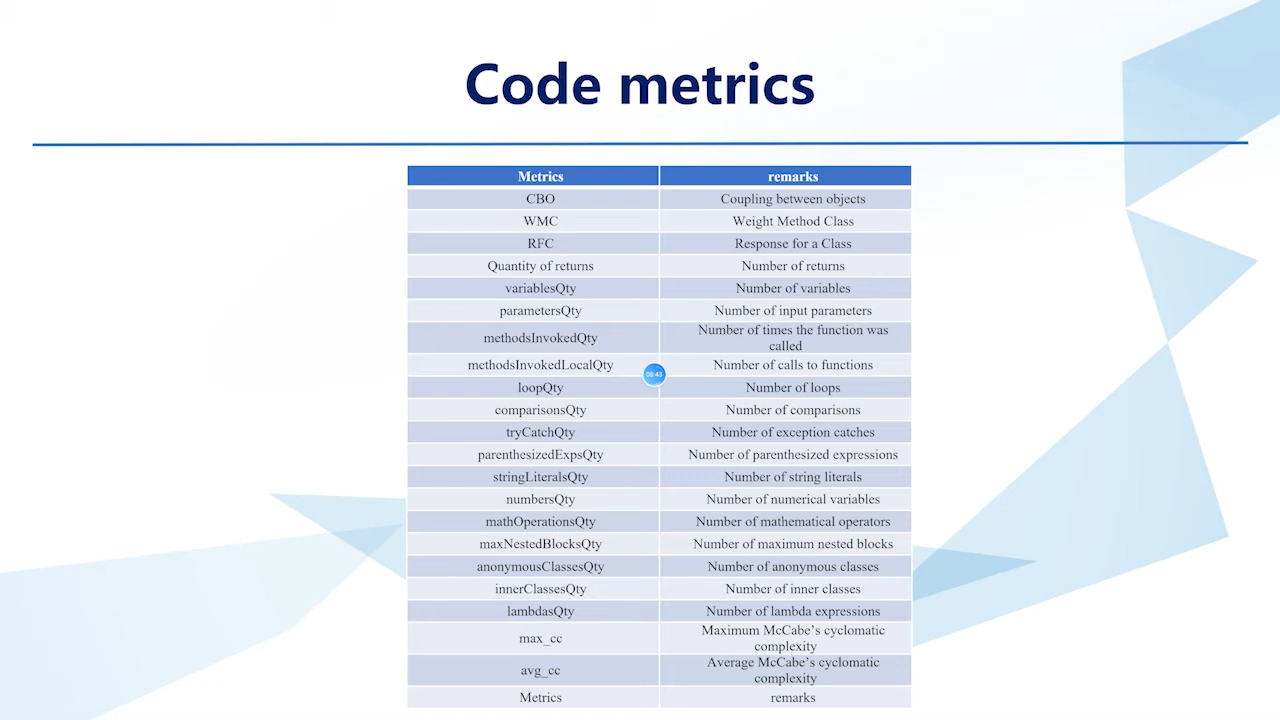 Code metrics
Metrics remarks
CBO Coupling between objects
WMC Weight Method Class
RFC Response for a Class
Quantity of returns Number of returns
variablesQty Number of variables
parametersQty Number of input parameters
methodsInvokedQty Number of times the function was
called
methodsInvokedLocalQty Number of calls to functions
08:43
loopQty Number of loops
comparisonsQty Number of comparisons
tryCatchQty Number of exception catches
parenthesizedExpsQty Number of parenthesized expressions
stringLiteralsQty Number of string literals
numbersQty Number of numerical variables
mathOperationsQty Number of mathematical operators
maxNestedBlocksQty Number of maximum nested blocks
anonymousClassesQty Number of anonymous classes
innerClassesQty Number of inner classes
lambdasQty Number of lambda expressions
max_cc Maximum McCabe's cyclomatic
complexity
avg_cc Average McCabe's cyclomatic
complexity
Metrics remarks